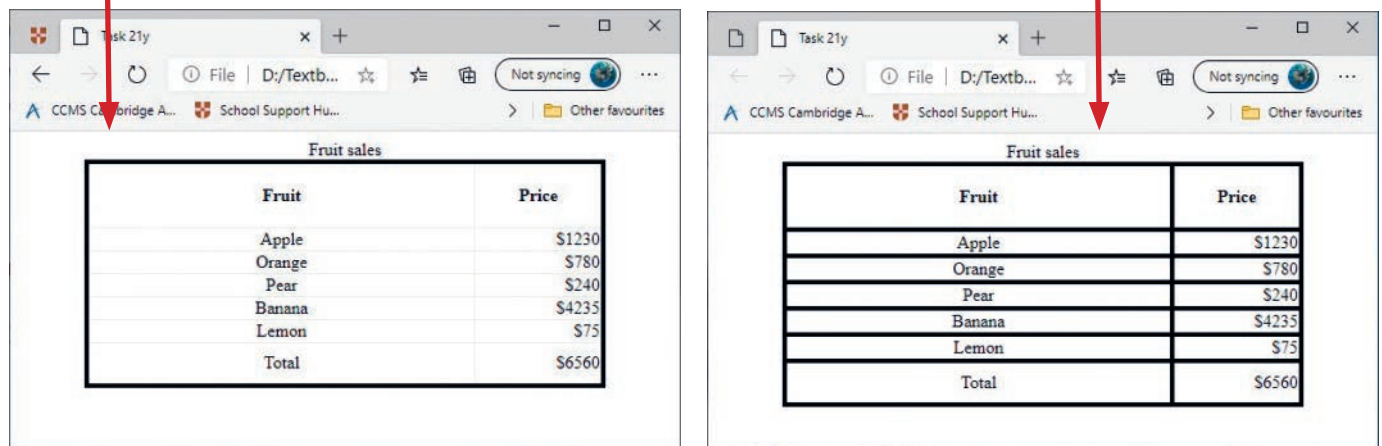 Task 21y
File D:/Textb...
Not syncing
CCMS Cambridge A... School Support Hu... Other favourites
Fruit sales
Fruit Price
Apple $1230
Orange $780
Pear $240
Banana $4235
Lemon $75
Total $6560
Task 21y
File D:/Textb...
Not syncing
CCMS Cambridge A... School Support Hu... Other favourites
Fruit sales
Fruit Price
Apple $1230
Orange $780
Pear $240
Banana $4235
Lemon $75
Total $6560